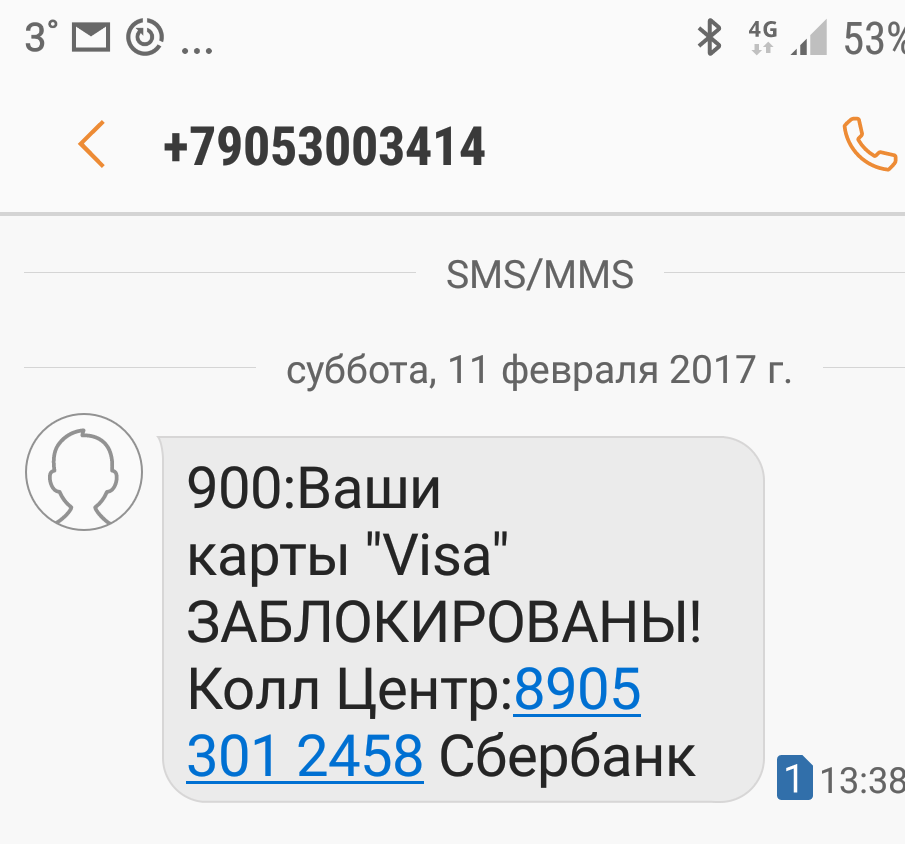 3° ...
4G
53%
+79053003414
SMS/MMS
суббота, 11 февраля 2017 г.
900:Ваши
карты "Visa"
ЗАБЛОКИРОВАНЫ!
Колл Центр:8905
301 2458 Сбербанк
1 13:38